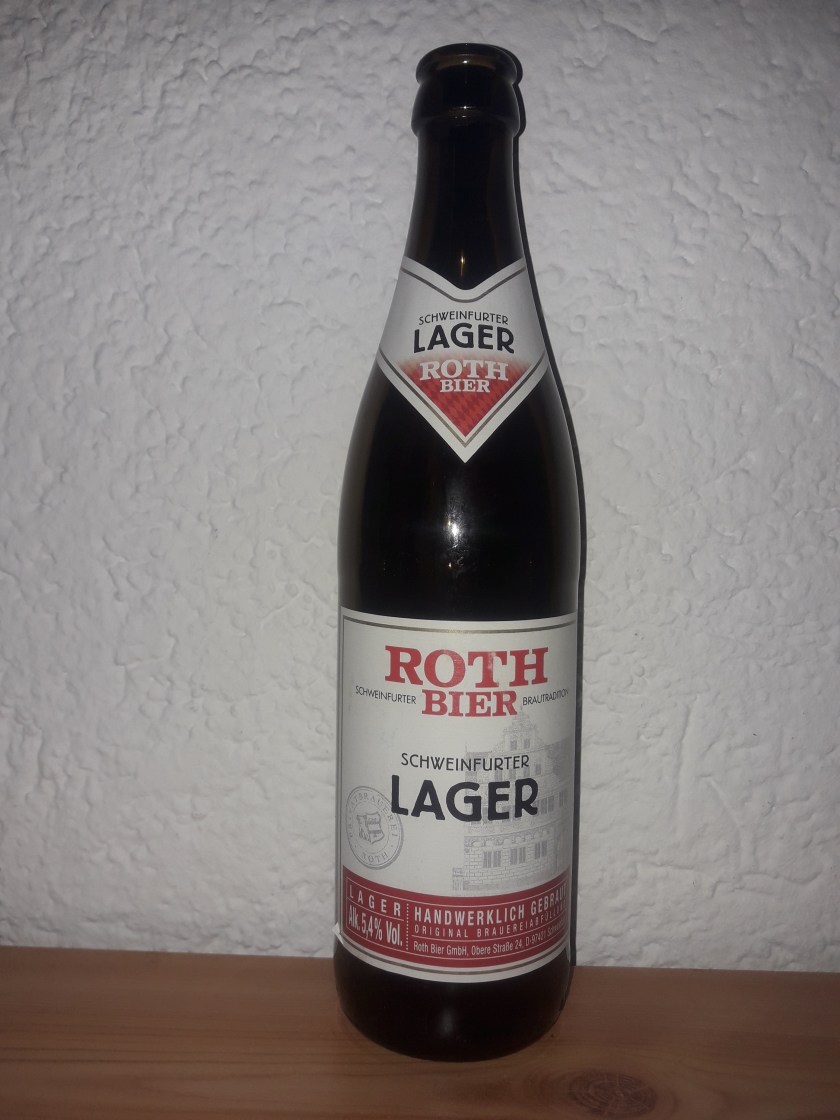 SCHWEINFURTER
LAGER
ROTH
BIER
ROTH
SCHWEINFURTER BIER BRAUTRADITION
SCHWEINFURTER
LAGER
ROTH
LAGER
Alk. 5,4% Vol.
HANDWERKLICH GEBRAUT
ORIGINAL
Roth Bier GmbH, Obere Straße 24, D-97421